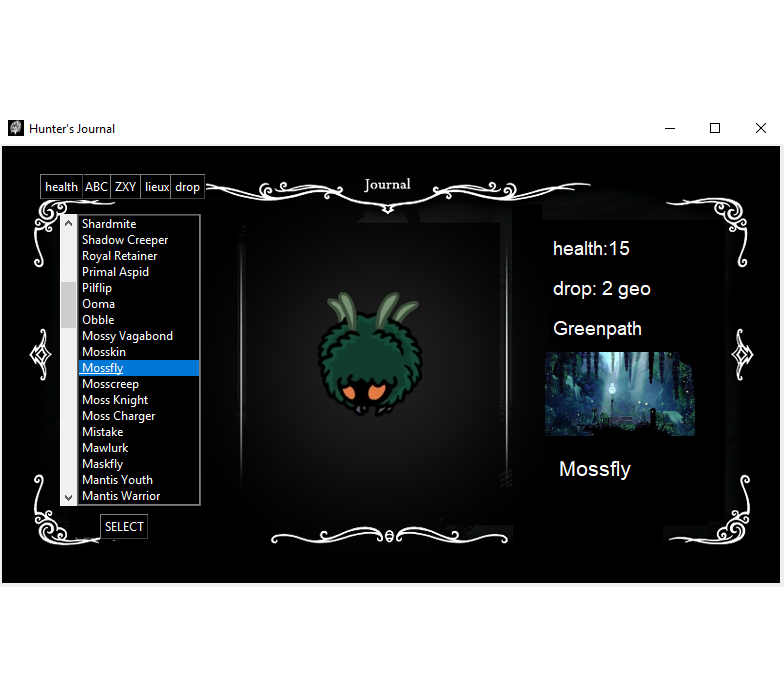 Hunter's Journal
health ABC ZXY lieux drop
Journal
Shardmite
Shadow Creeper
Royal Retainer
Primal Aspid
Pilflip
Ooma
Obble
Mossy Vagabond
Mosskin
Mossfly
Mosscreep
Moss Knight
Moss Charger
Mistake
Mawlurk
Maskfly
Mantis Youth
Mantis Warrior
SELECT
health:15
drop: 2 geo
Greenpath
Mossfly